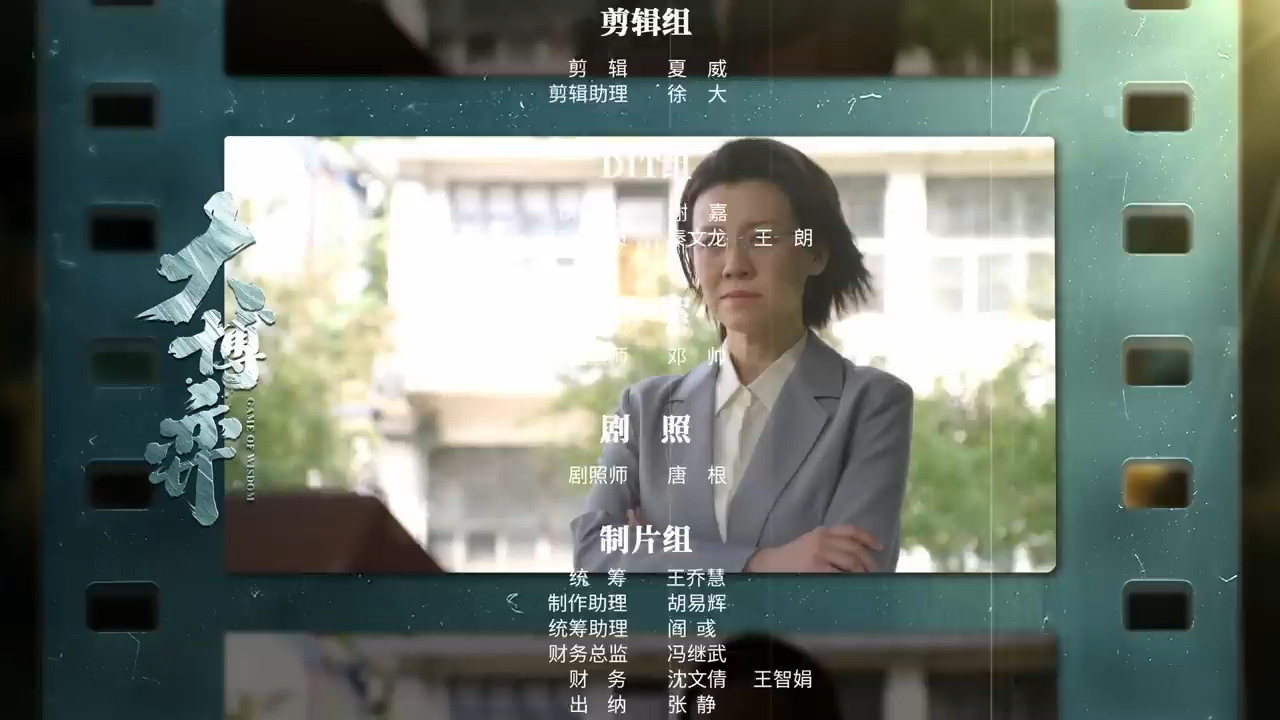 剪辑组
剪 辑 夏 威
剪辑助理 徐 大
DIT组
谢 嘉
秦文龙 王 朗
师 邓 帅
剧 照
剧照师 唐 根
制片组
统 筹 王乔慧
制作助理 胡易辉
统筹助理 阎 彧
财务总监 冯继武
财 务 沈文倩 王智娟
出 纳 张 静
大博弈
GAME OF WISDOM